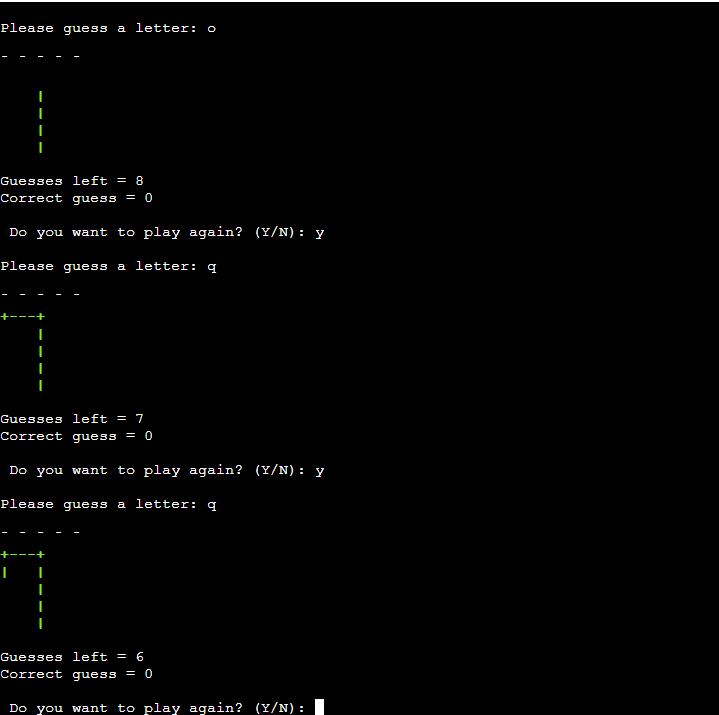 Please guess a letter: o
- - - - -
    |
    |
    |
    |
Guesses left = 8
Correct guess = 0
 Do you want to play again? (Y/N): y
Please guess a letter: q
- - - - -
+---+
    |
    |
    |
    |
Guesses left = 7
Correct guess = 0
 Do you want to play again? (Y/N): y
Please guess a letter: q
- - - - -
+---+
|   |
    |
    |
    |
Guesses left = 6
Correct guess = 0
 Do you want to play again? (Y/N):